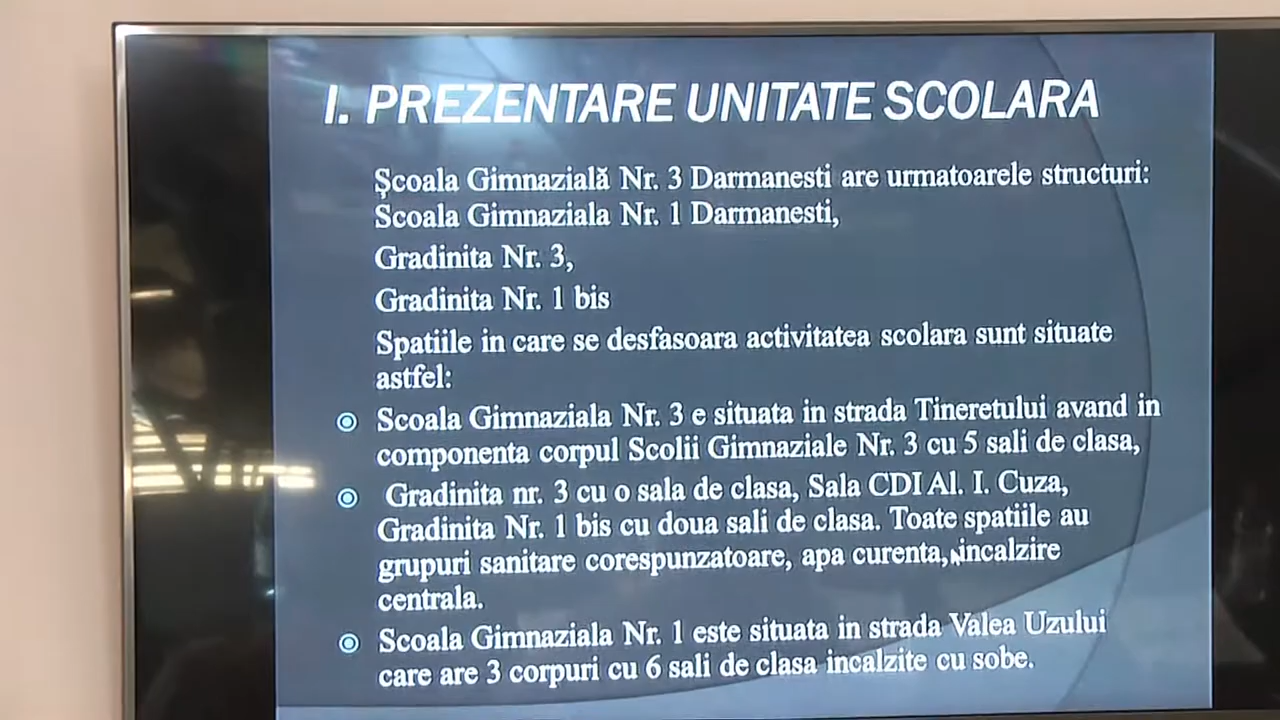 I. PREZENTARE UNITATE SCOLARA
Școala Gimnazială Nr. 3 Darmanesti are urmatoarele structuri:
Scoala Gimnaziala Nr. 1 Darmanesti,
Gradinita Nr. 3,
Gradinita Nr. 1 bis
Spatiile in care se desfasoara activitatea scolara sunt situate
astfel:
Scoala Gimnaziala Nr. 3 e situata in strada Tineretului avand in
componenta corpul Scolii Gimnaziale Nr. 3 cu 5 sali de clasa,
Gradinita nr. 3 cu o sala de clasa, Sala CDI Al. I. Cuza,
Gradinita Nr. 1 bis cu doua sali de clasa. Toate spatiile au
grupuri sanitare corespunzatoare, apa curenta, incalzire
centrala.
Scoala Gimnaziala Nr. 1 este situata in strada Valea Uzului
care are 3 corpuri cu 6 sali de clasa incalzite cu sobe.